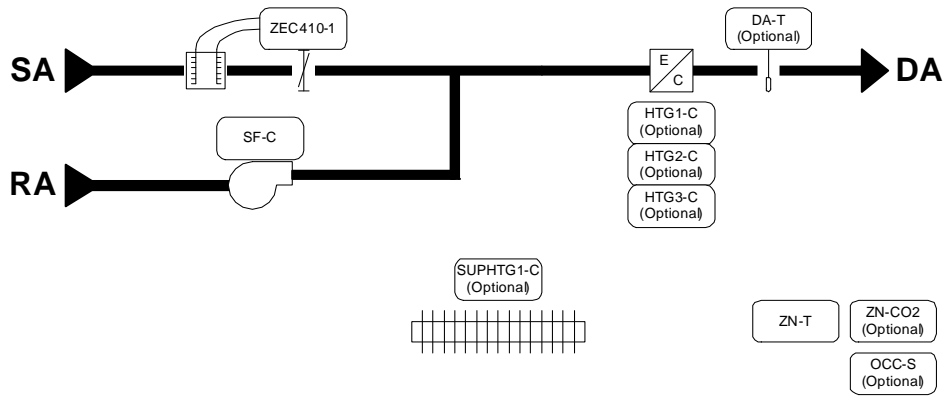 ZEC410-1
DA-T
(Optional)
SA
E
C
DA
HTG1-C
(Optional)
SF-C
HTG2-C
(Optional)
RA
HTG3-C
(Optional)
SUPHTG1-C
(Optional)
ZN-T
ZN-CO2
(Optional)
OCC-S
(Optional)